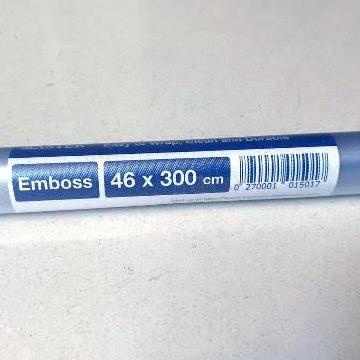 Easy to Wrap, Clean and Durable
Emboss 46 x 300 cm
0 270001 015017